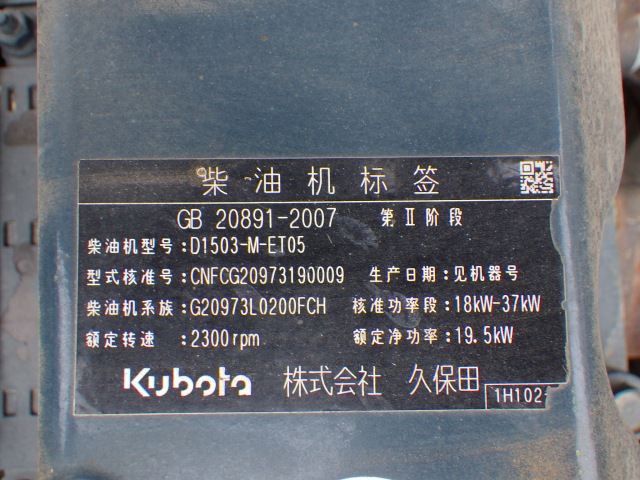 柴油机标签
GB 20891-2007 第Ⅱ阶段
柴油机型号:D1503-M-ET05
型式核准号:CNFCG20973190009 生产日期:见机器号
柴油机系族:G20973L0200FCH 核准功率段:18kW-37kW
额定转速:2300rpm 额定净功率:19.5kW
Kubota 株式会社 久保田